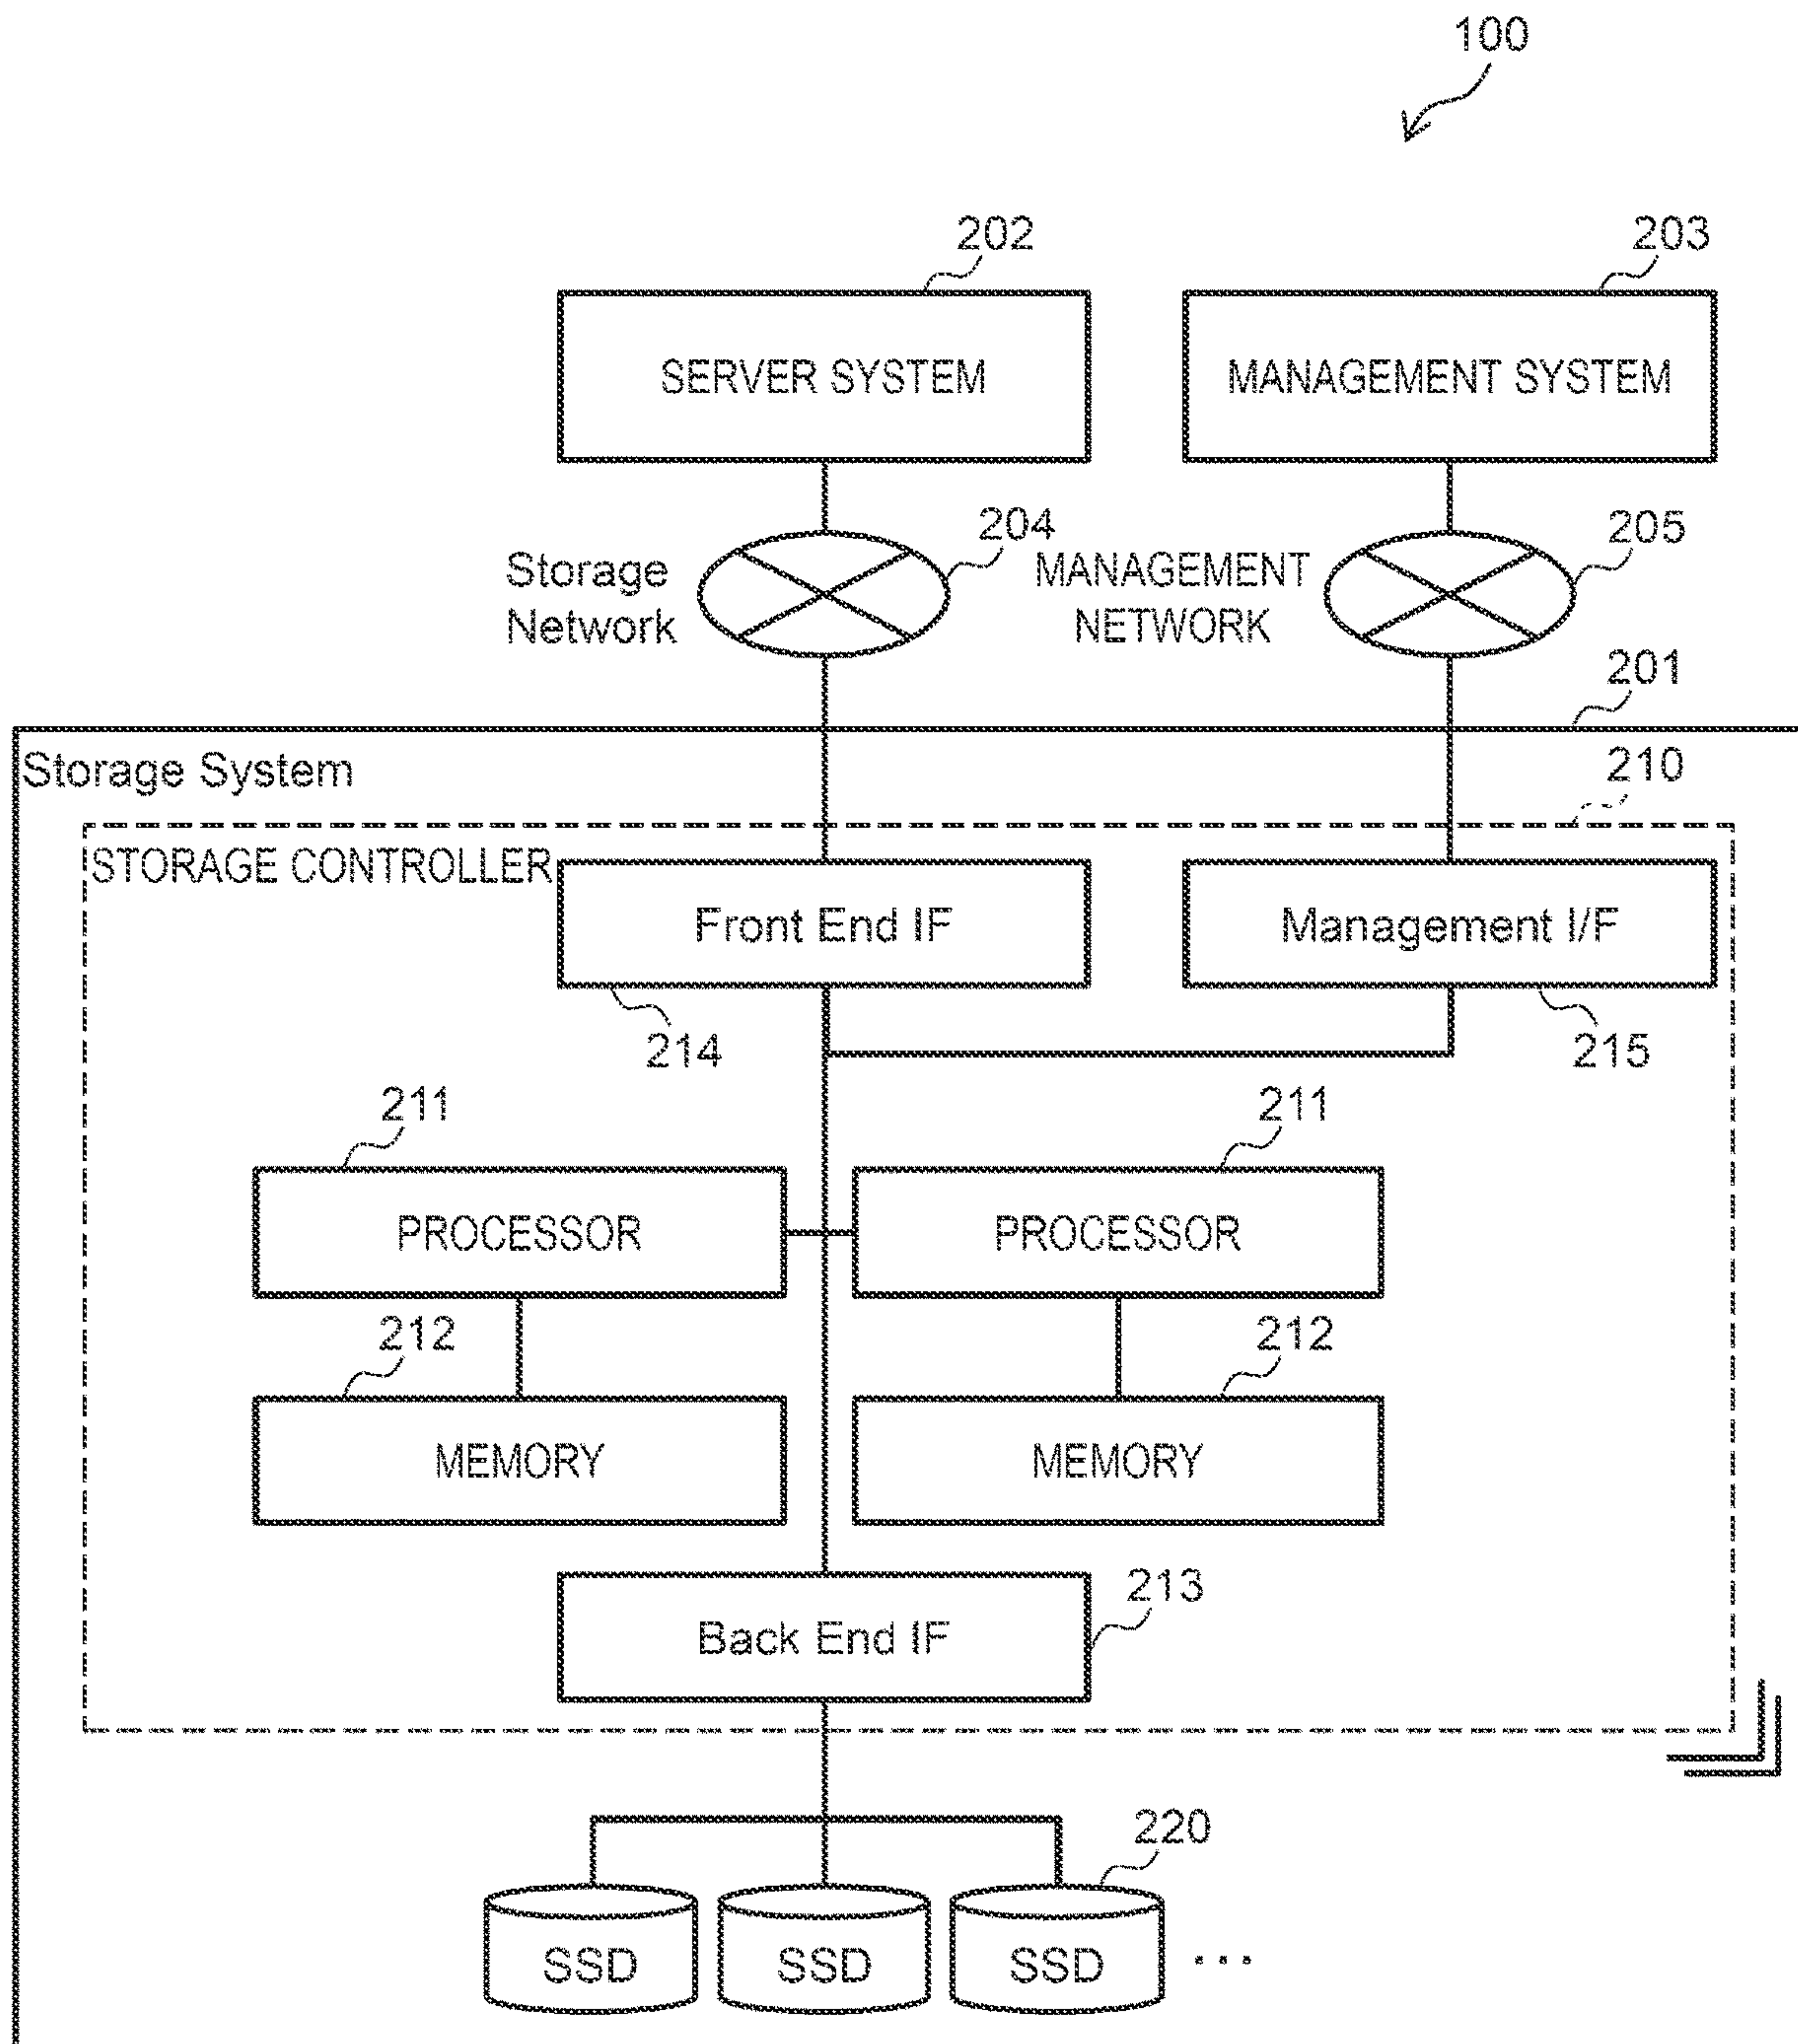 100
202
203
SERVER SYSTEM
MANAGEMENT SYSTEM
204
205
Storage
Network
MANAGEMENT
NETWORK
201
Storage System
210
STORAGE CONTROLLER
Front End IF
Management I/F
214
215
211
211
PROCESSOR
PROCESSOR
212
212
MEMORY
MEMORY
213
Back End IF
220
SSD
SSD
SSD
...